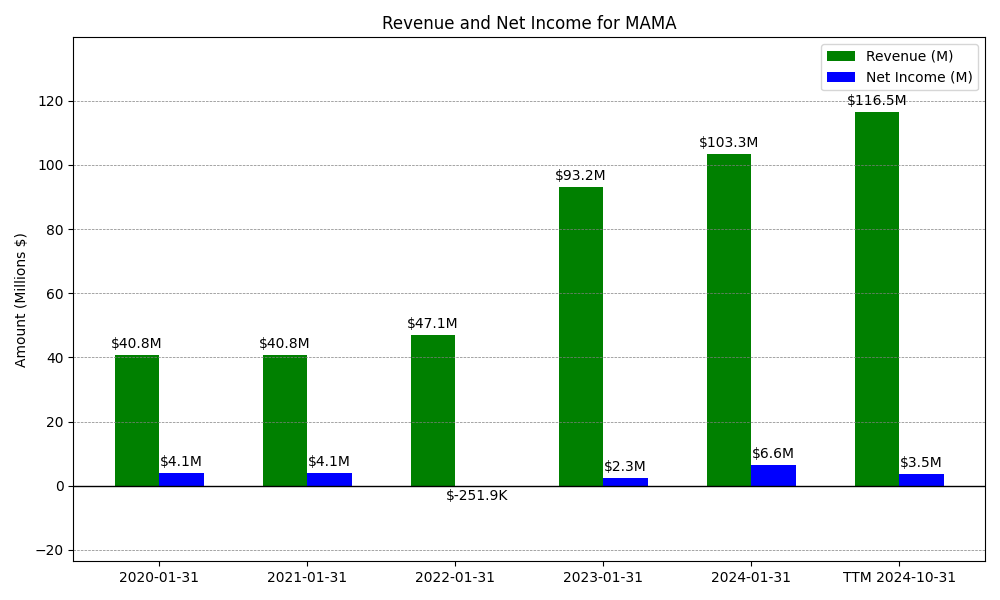 Revenue and Net Income for MAMA
Revenue (M)
Net Income (M)
Amount (Millions $)
120
100
80
60
40
20
0
−20
$40.8M
$4.1M
$40.8M
$4.1M
$47.1M
$-251.9K
$93.2M
$2.3M
$103.3M
$6.6M
$116.5M
$3.5M
2020-01-31
2021-01-31
2022-01-31
2023-01-31
2024-01-31
TTM 2024-10-31